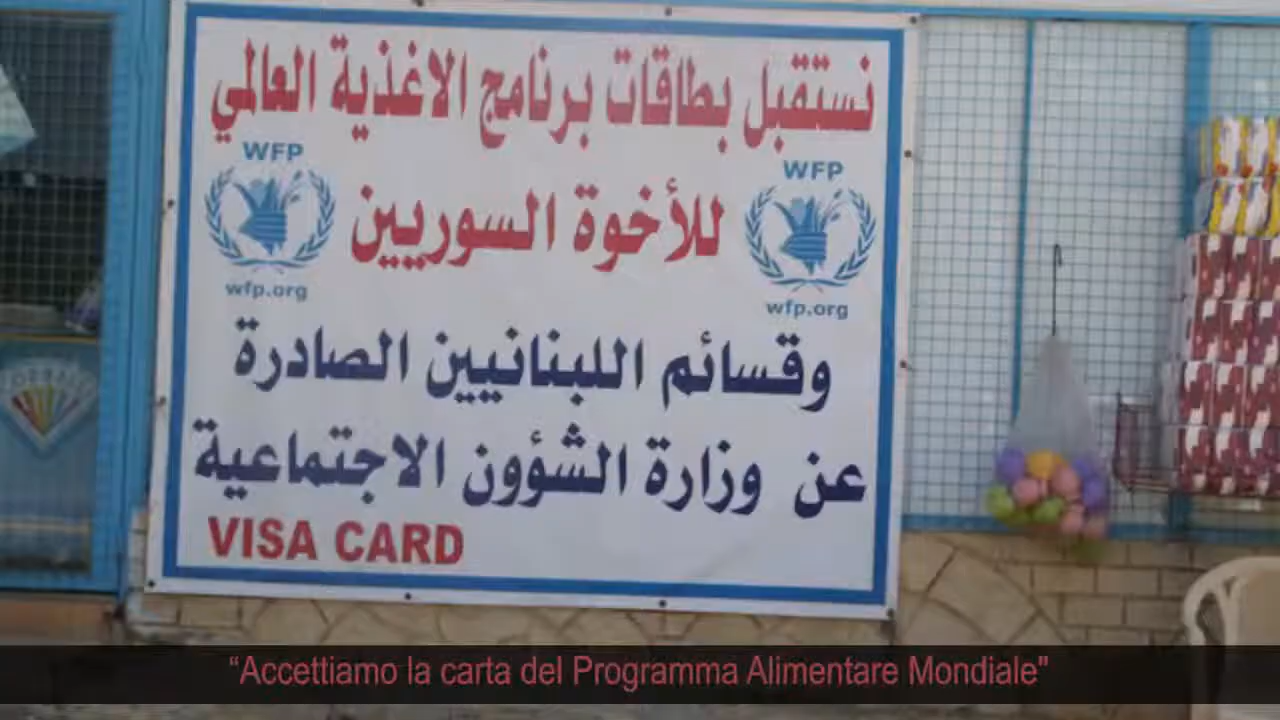 نستقبل بطاقات برنامج الاغذية العالمي
WFP
WFP
للأخوة السوريين
wfp.org
wfp.org
وقسائم اللبنانيين الصادرة
عن وزارة الشؤون الاجتماعية
VISA CARD
“Accettiamo la carta del Programma Alimentare Mondiale"